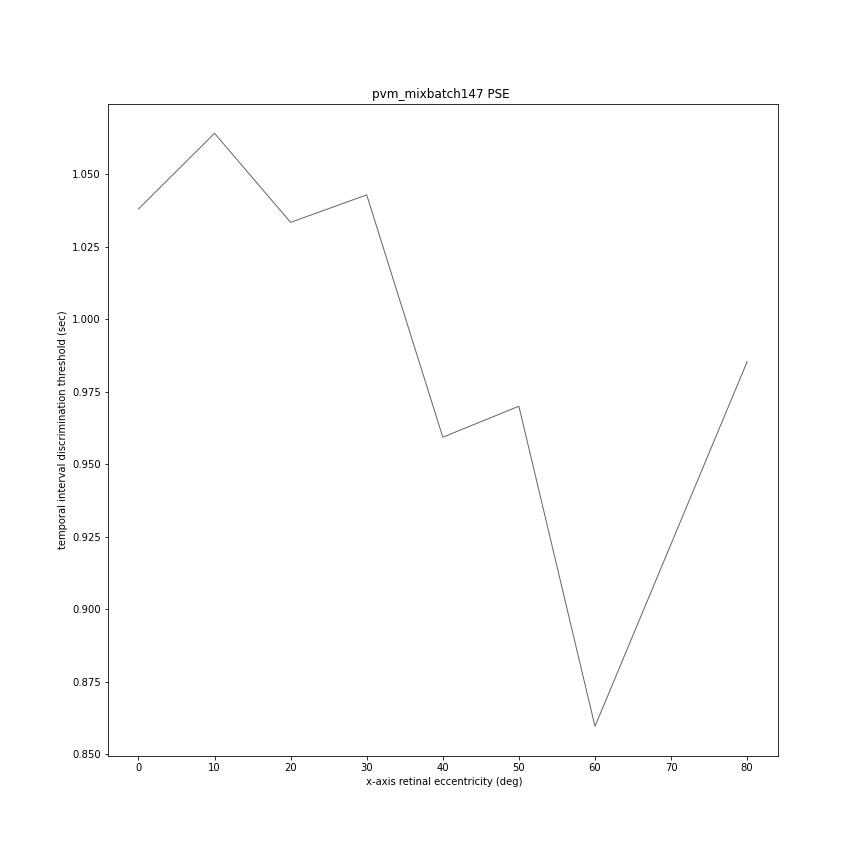 pvm_mixbatch147 PSE
temporal interval discrimination threshold (sec)
1.050
1.025
1.000
0.975
0.950
0.925
0.900
0.875
0.850
0 10 20 30 40 50 60 70 80
x-axis retinal eccentricity (deg)